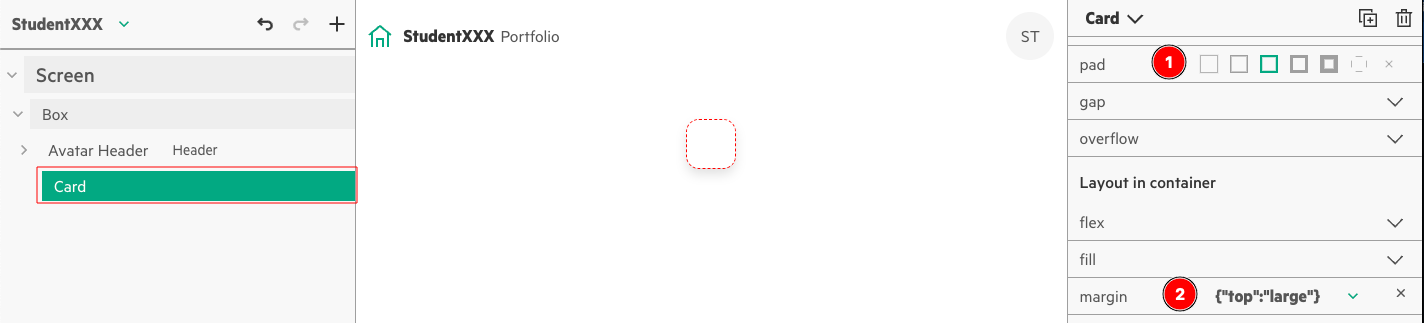 StudentXXX
Screen
Box
Avatar Header Header
Card
StudentXXX Portfolio
ST
Card
pad 1
gap
overflow
Layout in container
flex
fill
margin 2 {"top":"large"}